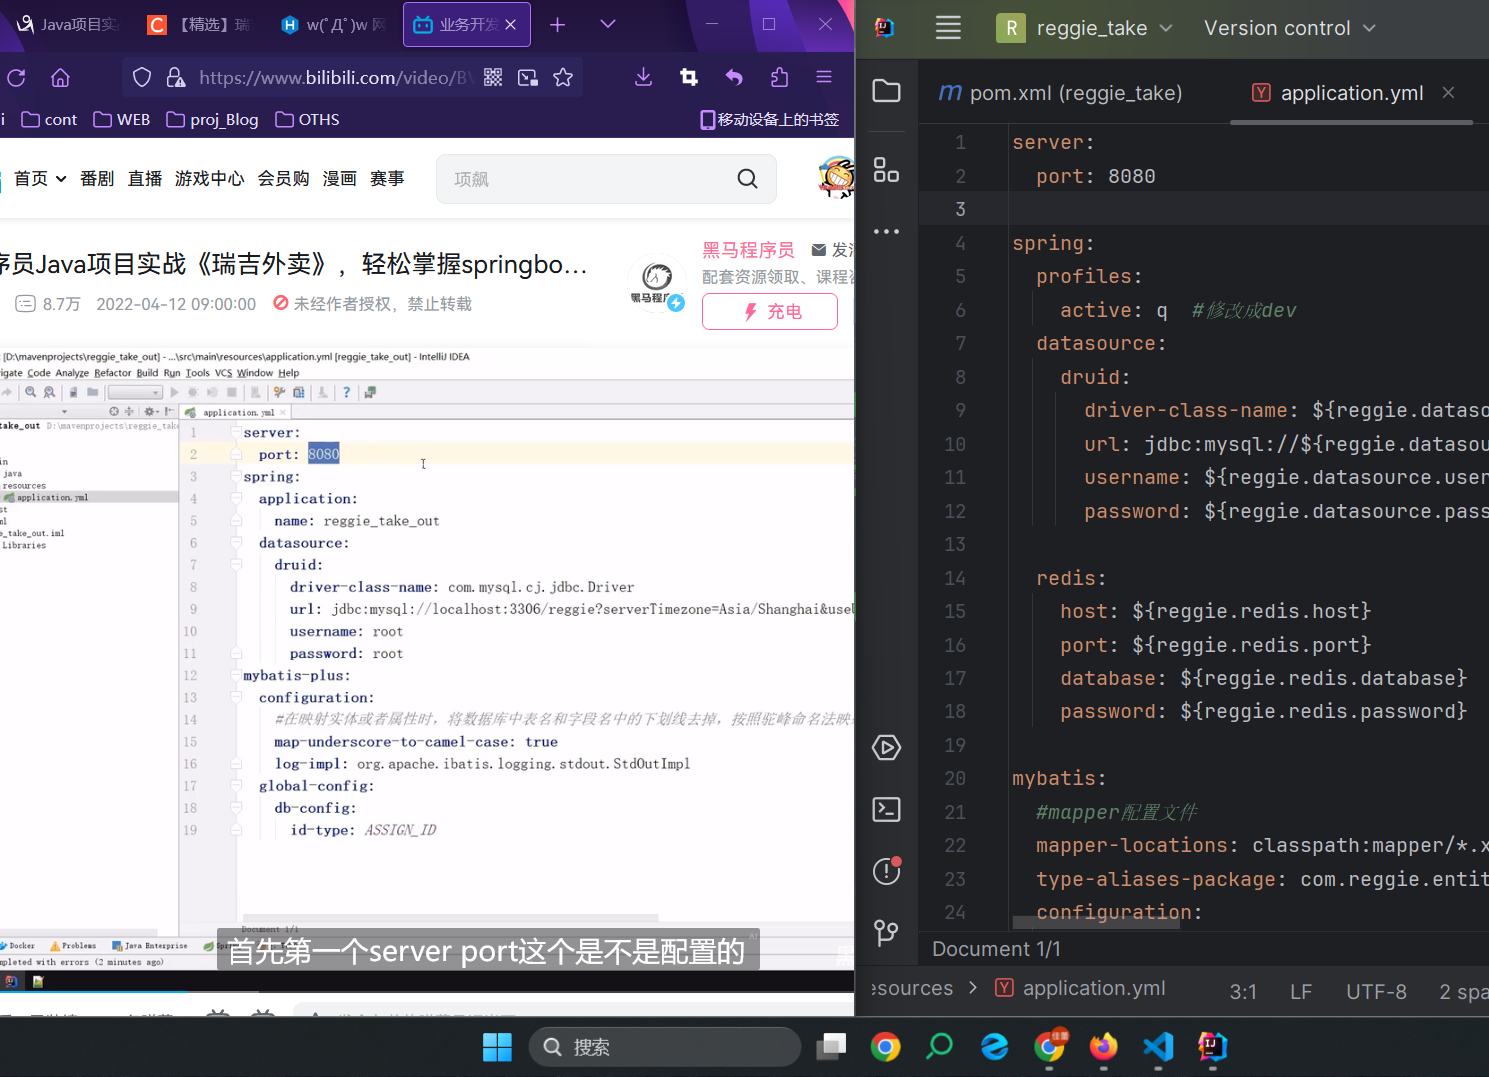 Java项目实
【精选】瑞
w(ﾟДﾟ)w 网
业务开发
https://www.bilibili.com/video/BV
cont
WEB
proj_Blog
OTHS
移动设备上的书签
首页
番剧
直播
游戏中心
会员购
漫画
赛事
项飙
序员Java项目实战《瑞吉外卖》，轻松掌握springbo...
8.7万
2022-04-12 09:00:00
未经作者授权，禁止转载
黑马程序员
发消
配套资源领取、课程咨
充电
[D:\mavenprojects\reggie_take_out] - ...\src\main\resources\application.yml [reggie_take_out] - IntelliJ IDEA
igate Code Analyze Refactor Build Run Tools VCS Window Help
application.yml
take_out D:\mavenprojects\reggie_take
in
java
resources
application.yml
st
ml
e_take_out.iml
Libraries
1 server:
2 port: 8080
3 spring:
4 application:
5 name: reggie_take_out
6 datasource:
7 druid:
8 driver-class-name: com.mysql.cj.jdbc.Driver
9 url: jdbc:mysql://localhost:3306/reggie?serverTimezone=Asia/Shanghai&useU
10 username: root
11 password: root
12 mybatis-plus:
13 configuration:
14 #在映射实体或者属性时，将数据库中表名和字段名中的下划线去掉，按照驼峰命名法映
15 map-underscore-to-camel-case: true
16 log-impl: org.apache.ibatis.logging.stdout.StdOutImpl
17 global-config:
18 db-config:
19 id-type: ASSIGN_ID
Document 1/1
Docker
Problems
Java Enterprise
Spr
mpleted with errors (2 minutes ago)
首先第一个server port这个是不是配置的
R reggie_take
Version control
m pom.xml (reggie_take)
Y application.yml
1 server:
2 port: 8080
3
4 spring:
5 profiles:
6 active: q #修改成dev
7 datasource:
8 druid:
9 driver-class-name: ${reggie.dataso
10 url: jdbc:mysql://${reggie.datasou
11 username: ${reggie.datasource.user
12 password: ${reggie.datasource.pass
13
14 redis:
15 host: ${reggie.redis.host}
16 port: ${reggie.redis.port}
17 database: ${reggie.redis.database}
18 password: ${reggie.redis.password}
19
20 mybatis:
21 #mapper配置文件
22 mapper-locations: classpath:mapper/*.x
23 type-aliases-package: com.reggie.entit
24 configuration:
Document 1/1
esources
Y application.yml
3:1
LF
UTF-8
2 spa
搜索